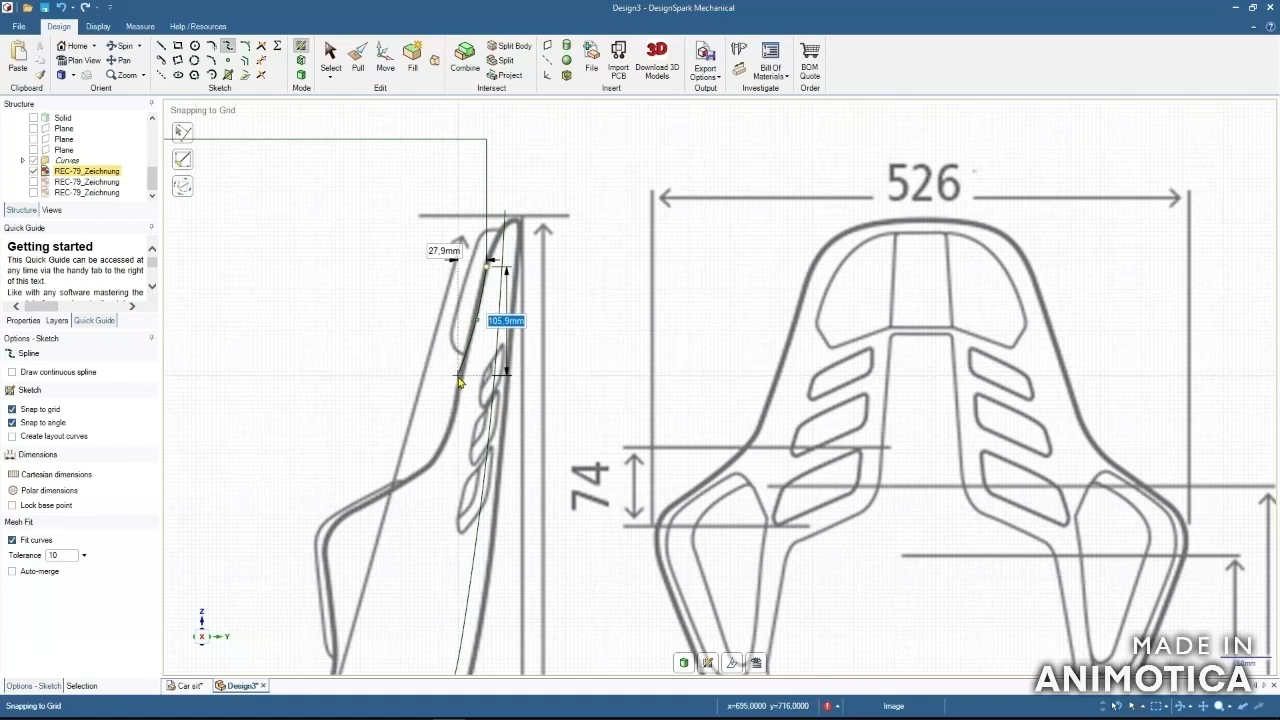 Design3 - DesignSpark Mechanical
File Design Display Measure Help / Resources
Home Spin Split Body
Plan View Pan Split
Zoom Project
Paste Select Pull Move Fill Combine File Import PCB Download 3D Models Export Options Bill Of Materials BOM Quote
Clipboard Orient Sketch Mode Edit Intersect Insert Output Investigate Order
Structure
Snapping to Grid
Solid
Plane
Plane
Plane
Curves
REC-79_Zeichnung
REC-79_Zeichnung
REC-79_Zeichnung
Structure Views
Quick Guide
Getting started
This Quick Guide can be accessed at
any time via the handy tab to the right
of this text.
Like with any software mastering the
Properties Layers Quick Guide
Options - Sketch
Spline
Draw continuous spline
Sketch
Snap to grid
Snap to angle
Create layout curves
Dimensions
Cartesian dimensions
Polar dimensions
Lock base point
Mesh Fit
Fit curves
Tolerance 10
Auto-merge
526
27,9mm
105,9mm
74
Z
X Y
MADE IN
ANIMOTICA
Options - Sketch Selection
Car sit* Design3*
Snapping to Grid x=695,0000 y=716,0000 Image